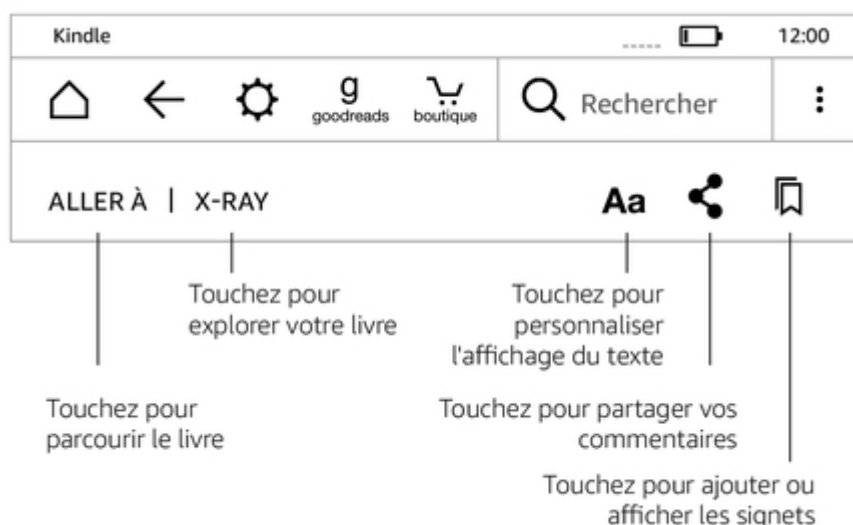 Kindle 12:00
g
goodreads boutique Rechercher
ALLER À | X-RAY Aa
Touchez pour
explorer votre livre
Touchez pour
personnaliser
l'affichage du texte
Touchez pour
parcourir le livre
Touchez pour partager vos
commentaires
Touchez pour ajouter ou
afficher les signets